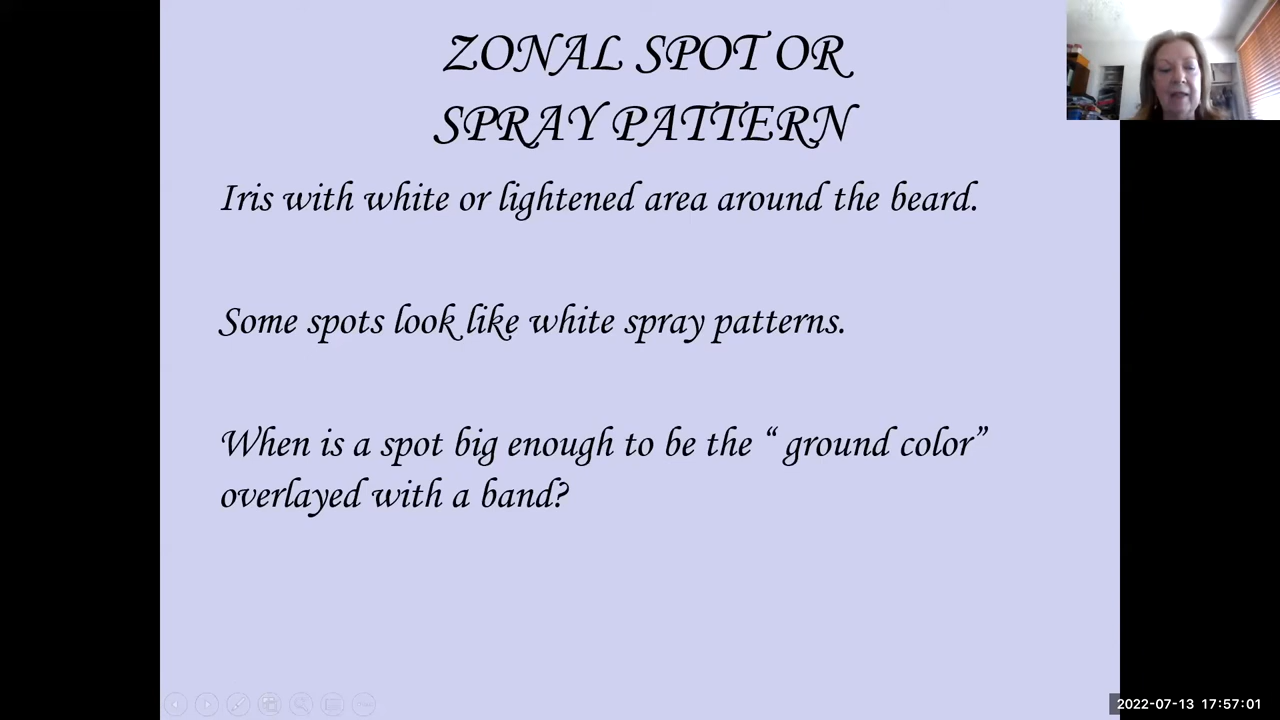 ZONAL SPOT OR
SPRAY PATTERN
Iris with white or lightened area around the beard.
Some spots look like white spray patterns.
When is a spot big enough to be the “ ground color”
overlayed with a band?
2022-07-13 17:57:01